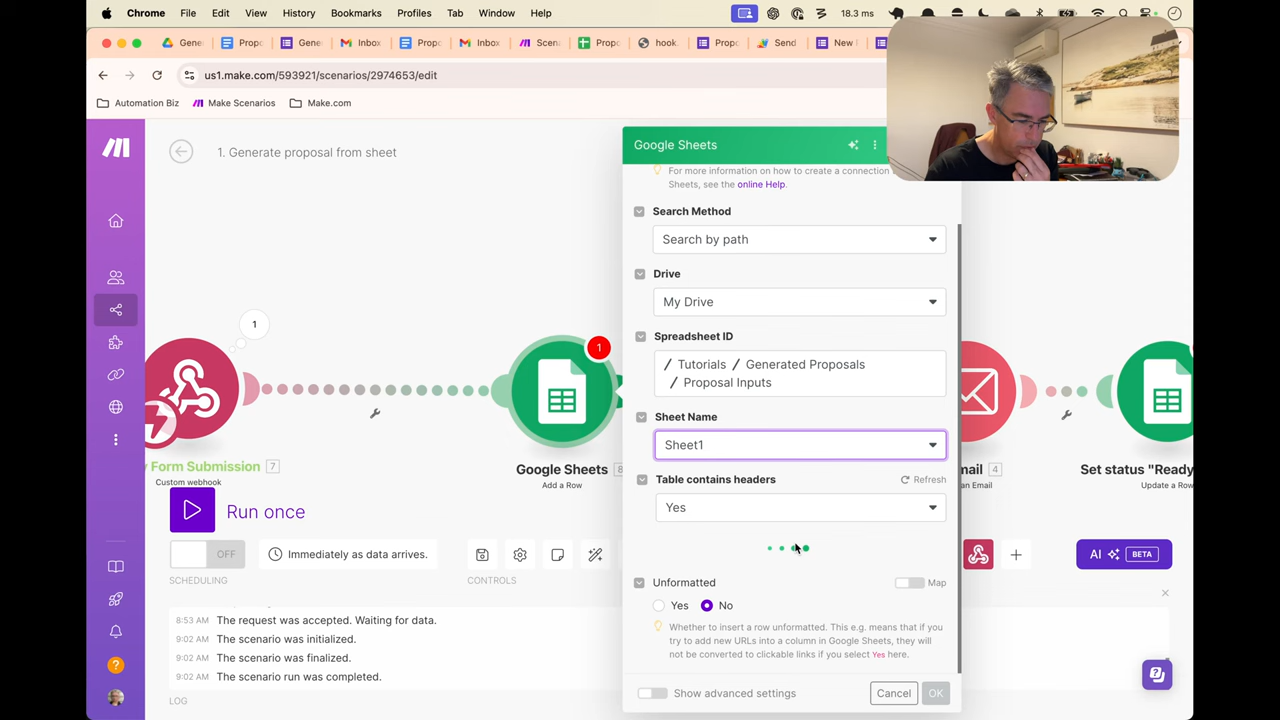 Chrome File Edit View History Bookmarks Profiles Tab Window Help 18.3 ms
Gene Propo Gene Inbox Propo Inbox Scena Propo hook. Propo Send New
us1.make.com/593921/scenarios/2974653/edit
Automation Biz Make Scenarios Make.com
1. Generate proposal from sheet
Google Sheets
For more information on how to create a connection
Sheets, see the online Help.
Search Method
Search by path
Drive
My Drive
Spreadsheet ID
/ Tutorials / Generated Proposals
/ Proposal Inputs
Sheet Name
Sheet1
Table contains headers Refresh
Yes
Unformatted Map
Yes No
Whether to insert a row unformatted. This e.g. means that if you
try to add new URLs into a column in Google Sheets, they will
not be converted to clickable links if you select Yes here.
Show advanced settings Cancel OK
1
1
y Form Submission 7
Custom webhook
Google Sheets 8
Add a Row
mail 4
an Email
Set status "Ready
Update a Row
Run once
OFF Immediately as data arrives.
SCHEDULING CONTROLS
AI BETA
8:53 AM The request was accepted. Waiting for data.
9:02 AM The scenario was initialized.
9:02 AM The scenario was finalized.
9:02 AM The scenario run was completed.
LOG